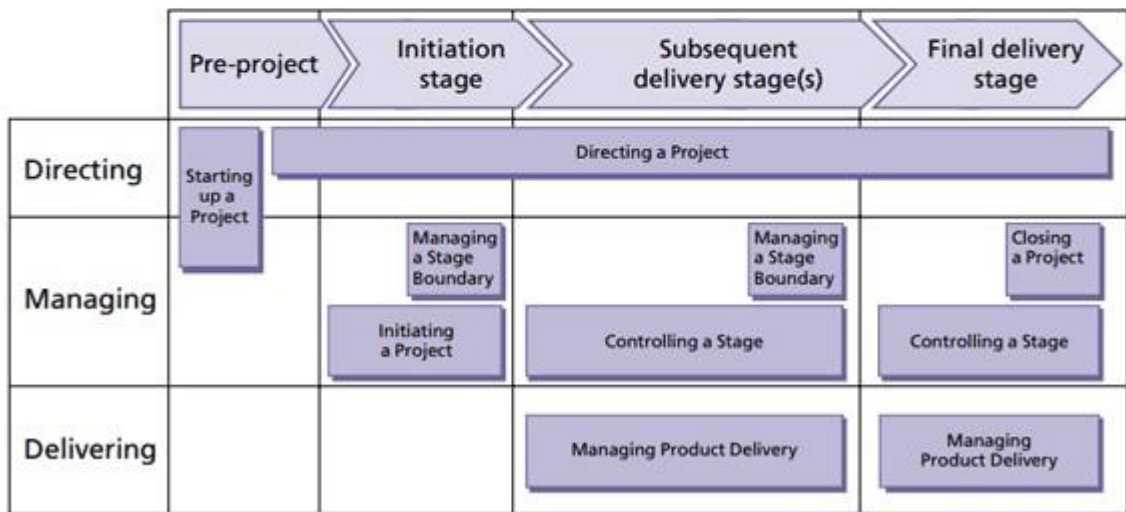 Pre-project
Initiation
stage
Subsequent
delivery stage(s)
Final delivery
stage
Directing
Starting
up a
Project
Directing a Project
Managing
Managing
a Stage
Boundary
Managing
a Stage
Boundary
Closing
a Project
Initiating
a Project
Controlling a Stage
Controlling a Stage
Delivering
Managing Product Delivery
Managing
Product Delivery